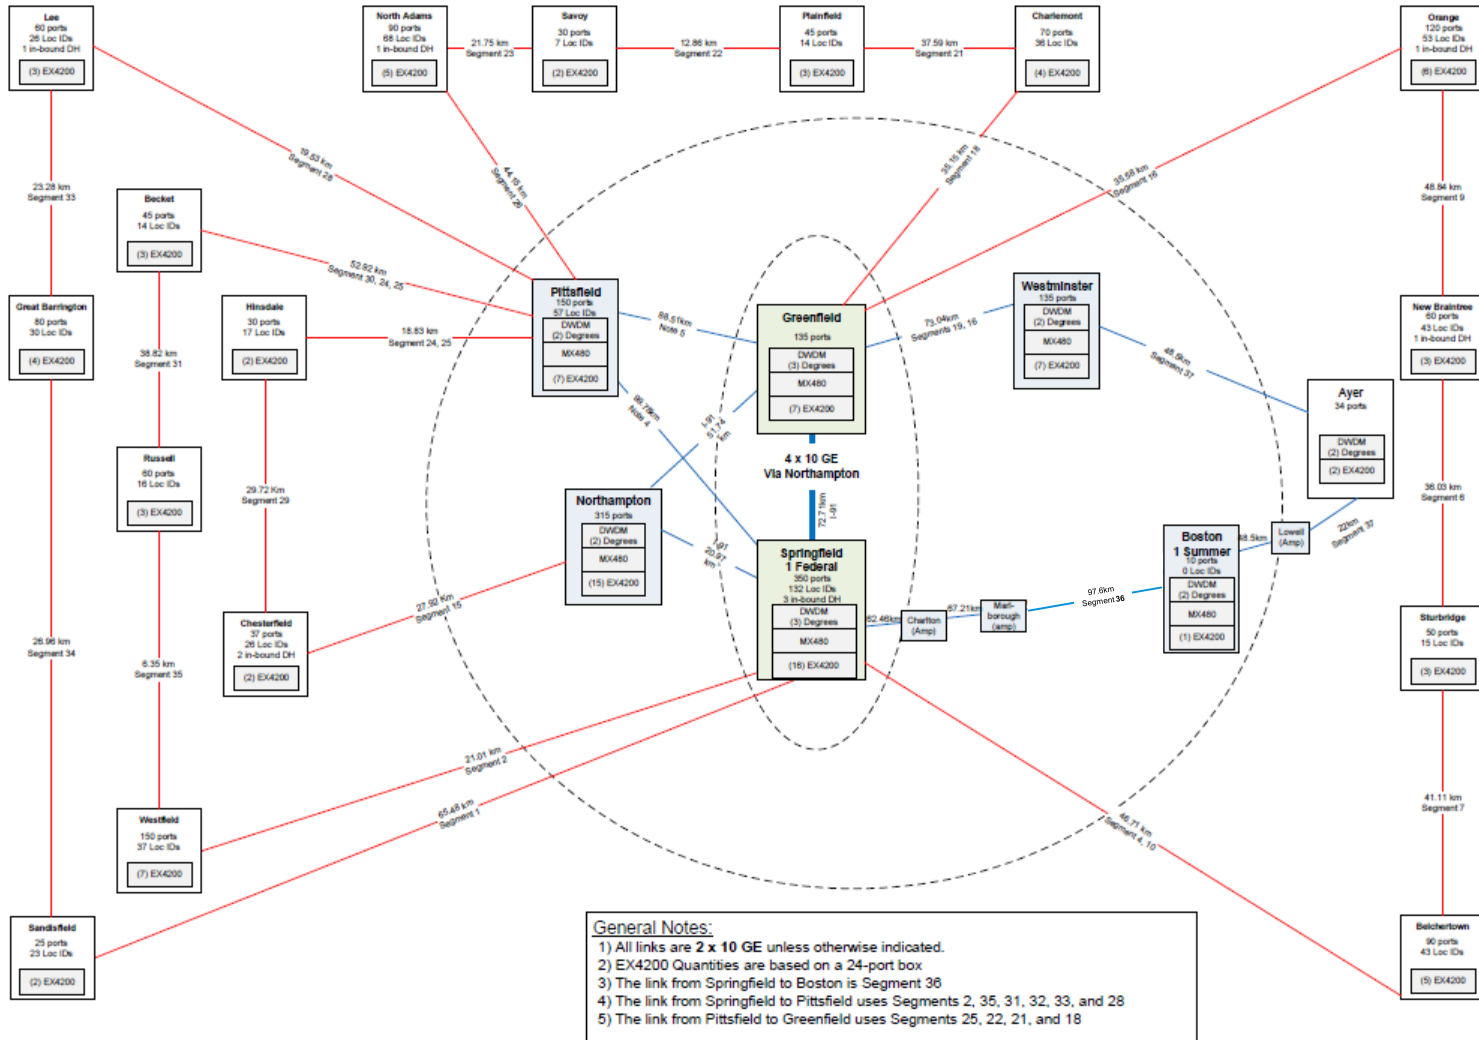 Lee
60 ports
26 Loc IDs
1 in-bound DH
(3) EX4200
North Adams
90 ports
68 Loc IDs
1 in-bound DH
(5) EX4200
21.75 km
Segment 23
Savoy
30 ports
7 Loc IDs
(2) EX4200
12.86 km
Segment 22
Plainfield
45 ports
14 Loc IDs
(3) EX4200
37.59 km
Segment 21
Charlemont
70 ports
36 Loc IDs
(4) EX4200
Orange
120 ports
53 Loc IDs
1 in-bound DH
(6) EX4200
19.53 km
Segment 28
44.15 km
Segment 29
35.15 km
Segment 18
35.58 km
Segment 16
23.28 km
Segment 33
48.84 km
Segment 9
Becket
45 ports
14 Loc IDs
(3) EX4200
52.92 km
Segment 30, 24, 25
Great Barrington
80 ports
30 Loc IDs
(4) EX4200
Hinsdale
30 ports
17 Loc IDs
(2) EX4200
18.83 km
Segment 24, 25
Pittsfield
150 ports
57 Loc IDs
DWDM
(2) Degrees
MX480
(7) EX4200
88.51km
Note 5
Greenfield
135 ports
DWDM
(3) Degrees
MX480
(7) EX4200
73.04km
Segments 19, 16
Westminster
135 ports
DWDM
(2) Degrees
MX480
(7) EX4200
48.5km
Segment 37
New Braintree
60 ports
43 Loc IDs
1 in-bound DH
(3) EX4200
Ayer
34 ports
DWDM
(2) Degrees
(2) EX4200
38.82 km
Segment 31
99.78km
Note 4
I-91
51.74
km
4 x 10 GE
Via Northampton
72.71km
I-91
Russell
60 ports
16 Loc IDs
(3) EX4200
29.72 Km
Segment 29
36.03 km
Segment 6
Northampton
315 ports
DWDM
(2) Degrees
MX480
(15) EX4200
I-91
20.97
km
Springfield
1 Federal
350 ports
132 Loc IDs
3 in-bound DH
DWDM
(3) Degrees
MX480
(16) EX4200
62.46km
Charlton
(Amp)
67.21km
Marl-
borough
(amp)
97.6km
Segment 36
Boston
1 Summer
10 ports
0 Loc IDs
DWDM
(2) Degrees
MX480
(1) EX4200
48.5km
Lowell
(Amp)
22km
Segment 37
27.92 Km
Segment 15
Chesterfield
37 ports
26 Loc IDs
2 in-bound DH
(2) EX4200
Sturbridge
50 ports
15 Loc IDs
(3) EX4200
26.96 km
Segment 34
6.35 km
Segment 35
21.01 km
Segment 2
65.48 km
Segment 1
46.71 km
Segment 4, 10
41.11 km
Segment 7
Westfield
150 ports
37 Loc IDs
(7) EX4200
Sandisfield
25 ports
23 Loc IDs
(2) EX4200
Belchertown
90 ports
43 Loc IDs
(5) EX4200
General Notes:
1) All links are 2 x 10 GE unless otherwise indicated.
2) EX4200 Quantities are based on a 24-port box
3) The link from Springfield to Boston is Segment 36
4) The link from Springfield to Pittsfield uses Segments 2, 35, 31, 32, 33, and 28
5) The link from Pittsfield to Greenfield uses Segments 25, 22, 21, and 18